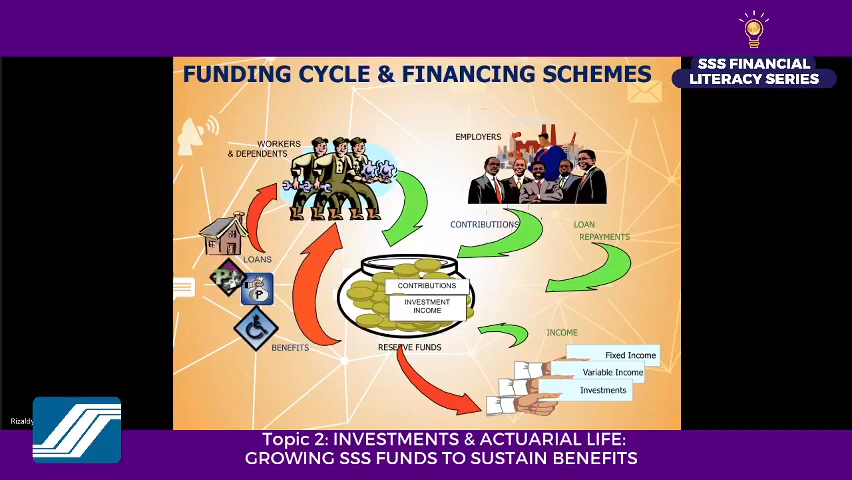 FUNDING CYCLE & FINANCING SCHEMES
SSS FINANCIAL
LITERACY SERIES
WORKERS
& DEPENDENTS
EMPLOYERS
CONTRIBUTIIONS
LOAN
REPAYMENTS
LOANS
CONTRIBUTIONS
INVESTMENT
INCOME
BENEFITS
RESERVE FUNDS
INCOME
Fixed Income
Variable Income
Investments
Rizaldy
Topic 2: INVESTMENTS & ACTUARIAL LIFE:
GROWING SSS FUNDS TO SUSTAIN BENEFITS